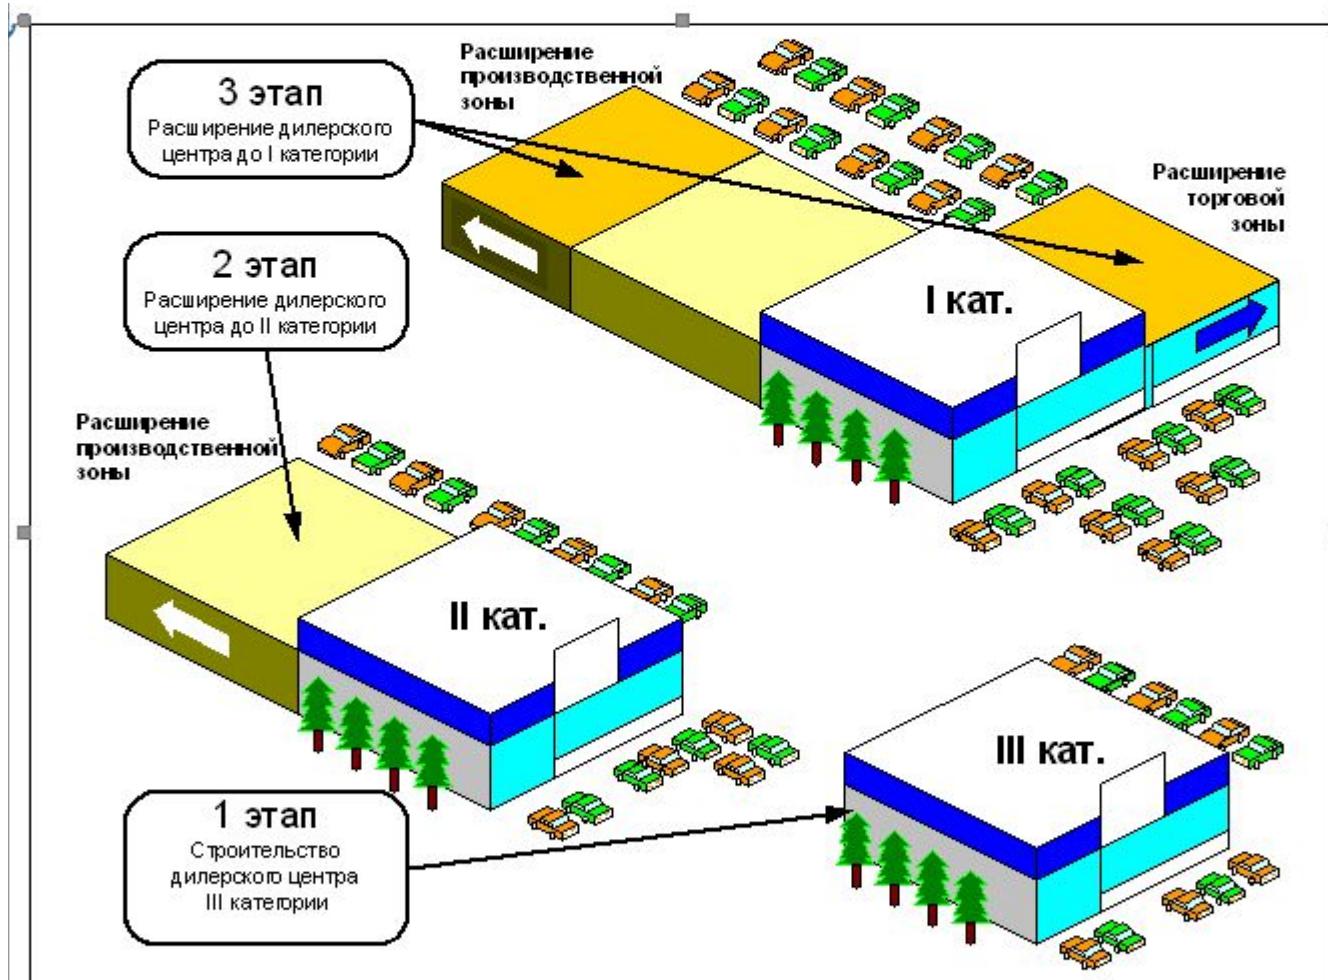 3 этап
Расширение дилерского
центра до I категории
Расширение
производственной
зоны
Расширение
торговой
зоны
2 этап
Расширение дилерского
центра до II категории
I кат.
Расширение
производственной
зоны
II кат.
III кат.
1 этап
Строительство
дилерского центра
III категории